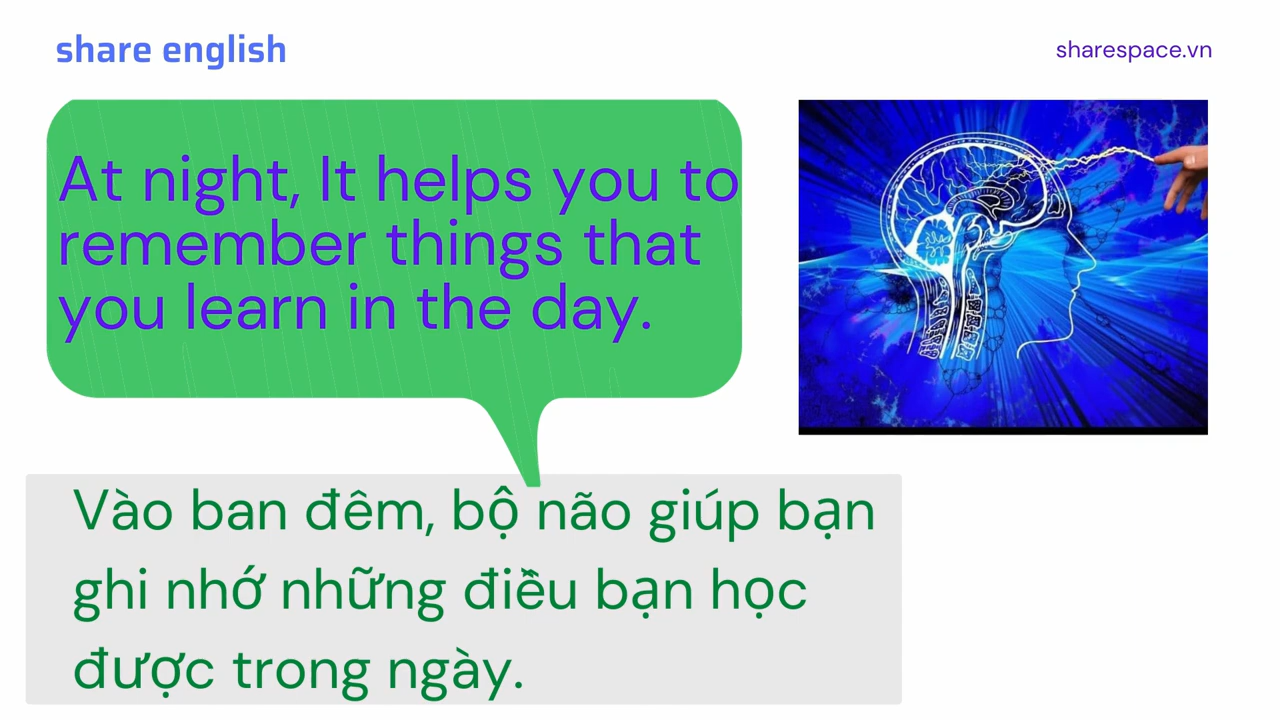 share english
sharespace.vn
At night, It helps you to
remember things that
you learn in the day.
Vào ban đêm, bộ não giúp bạn
ghi nhớ những điều bạn học
được trong ngày.